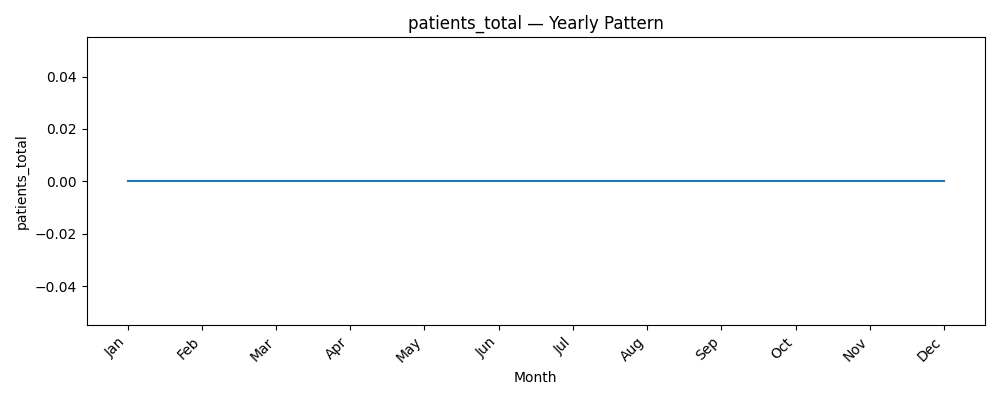 patients_total — Yearly Pattern
patients_total
0.04
0.02
0.00
−0.02
−0.04
Jan
Feb
Mar
Apr
May
Jun
Jul
Aug
Sep
Oct
Nov
Dec
Month